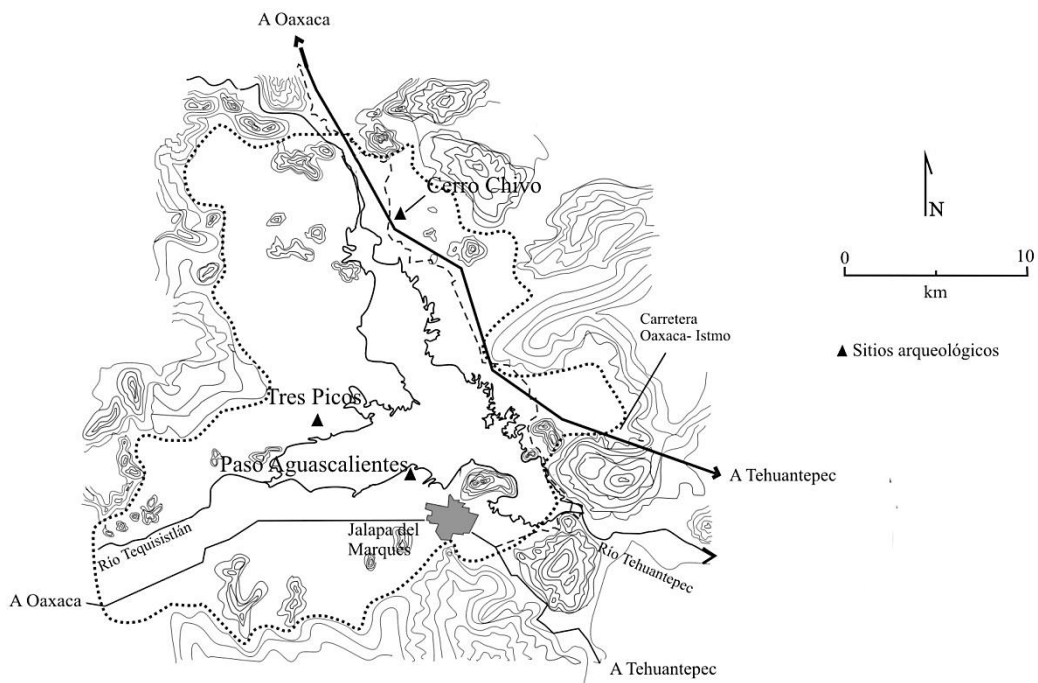 A Oaxaca
Cerro Chivo
N
0 10
km
Carretera
Oaxaca- Istmo
▲ Sitios arqueológicos
Tres Picos
Paso Aguascalientes
A Tehuantepec
Jalapa del
Marqués
Río Tequisistlán
Río Tehuantepec
A Oaxaca
A Tehuantepec